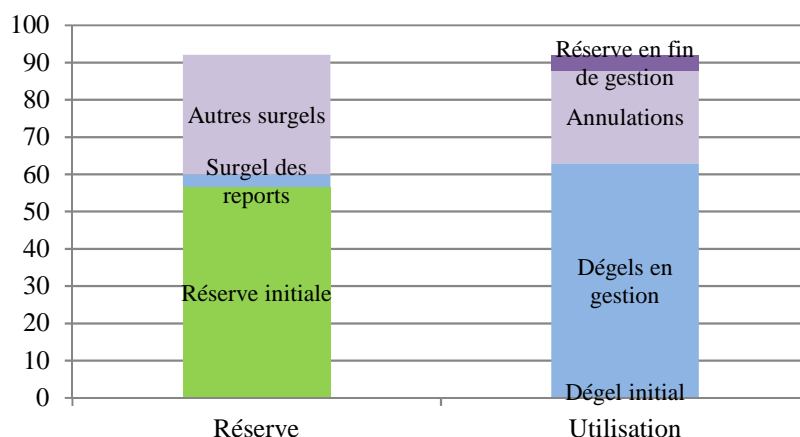 100
90
80
70
60
50
40
30
20
10
0
Autres surgels
Surgel des
reports
Réserve initiale
Réserve en fin
de gestion
Annulations
Dégels en
gestion
Dégel initial
Réserve
Utilisation